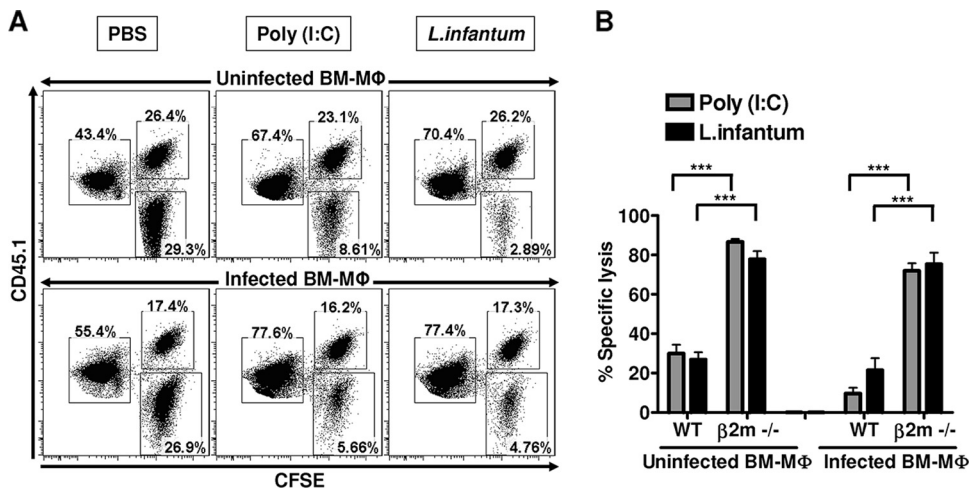 A
PBS
Poly (I:C)
L.infantum
Uninfected BM-MΦ
43.4%
26.4%
29.3%
67.4%
23.1%
8.61%
70.4%
26.2%
2.89%
Infected BM-MΦ
55.4%
17.4%
26.9%
77.6%
16.2%
5.66%
77.4%
17.3%
4.76%
CD45.1
CFSE
B
Poly (I:C)
L.infantum
***
***
***
***
% Specific lysis
100
80
60
40
20
0
WT
β2m -/-
WT
β2m -/-
Uninfected BM-MΦ
Infected BM-MΦ